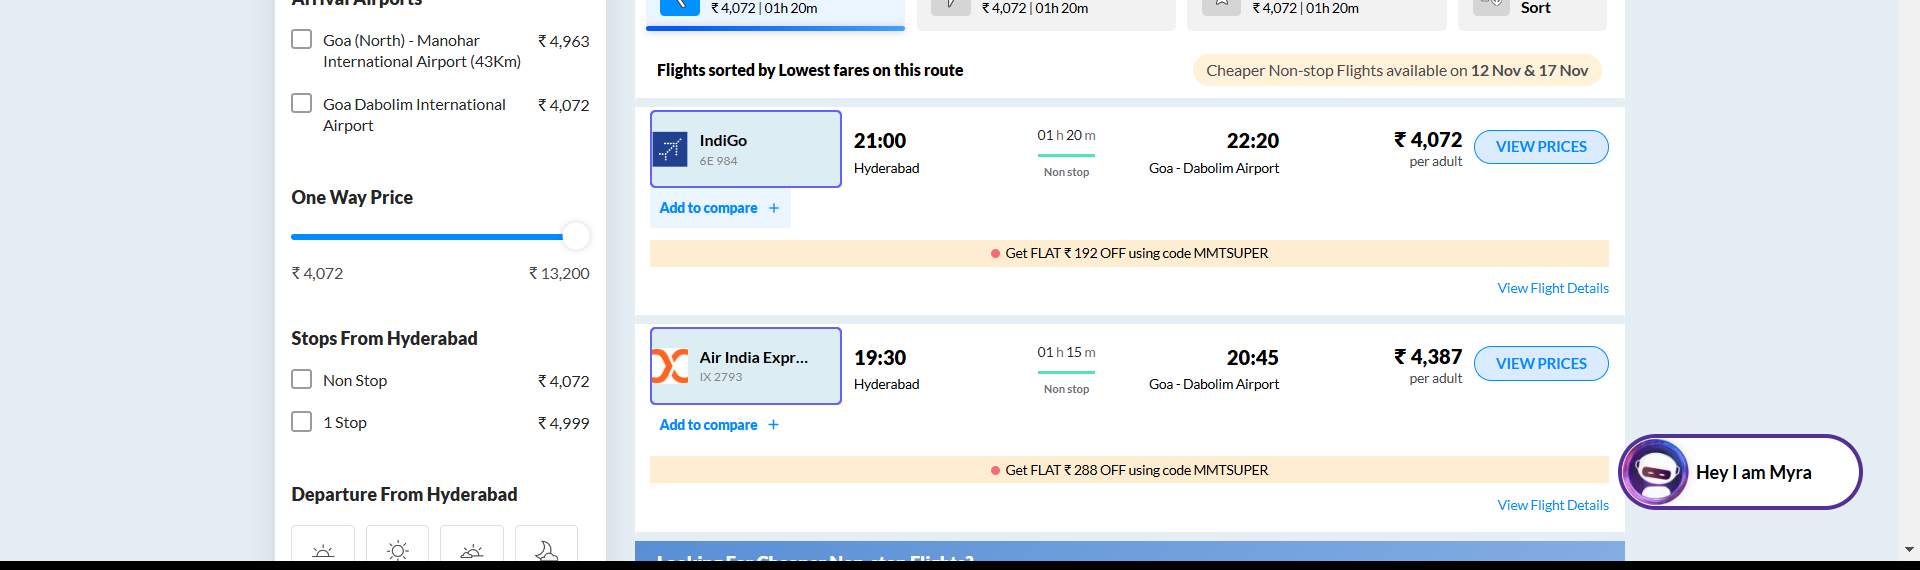 Arrival Airports
Goa (North) - Manohar
International Airport (43Km)
₹ 4,963
Goa Dabolim International
Airport
₹ 4,072
One Way Price
₹ 4,072
₹ 13,200
Stops From Hyderabad
Non Stop
₹ 4,072
1 Stop
₹ 4,999
Departure From Hyderabad
₹ 4,072 | 01h 20m
₹ 4,072 | 01h 20m
₹ 4,072 | 01h 20m
Sort
Flights sorted by Lowest fares on this route
Cheaper Non-stop Flights available on 12 Nov & 17 Nov
IndiGo
6E 984
21:00
Hyderabad
01 h 20 m
Non stop
22:20
Goa - Dabolim Airport
₹ 4,072
per adult
VIEW PRICES
Add to compare +
Get FLAT ₹ 192 OFF using code MMTSUPER
View Flight Details
Air India Expr...
IX 2793
19:30
Hyderabad
01 h 15 m
Non stop
20:45
Goa - Dabolim Airport
₹ 4,387
per adult
VIEW PRICES
Add to compare +
Get FLAT ₹ 288 OFF using code MMTSUPER
View Flight Details
Hey I am Myra
Looking For Cheaper Non-stop Flights?